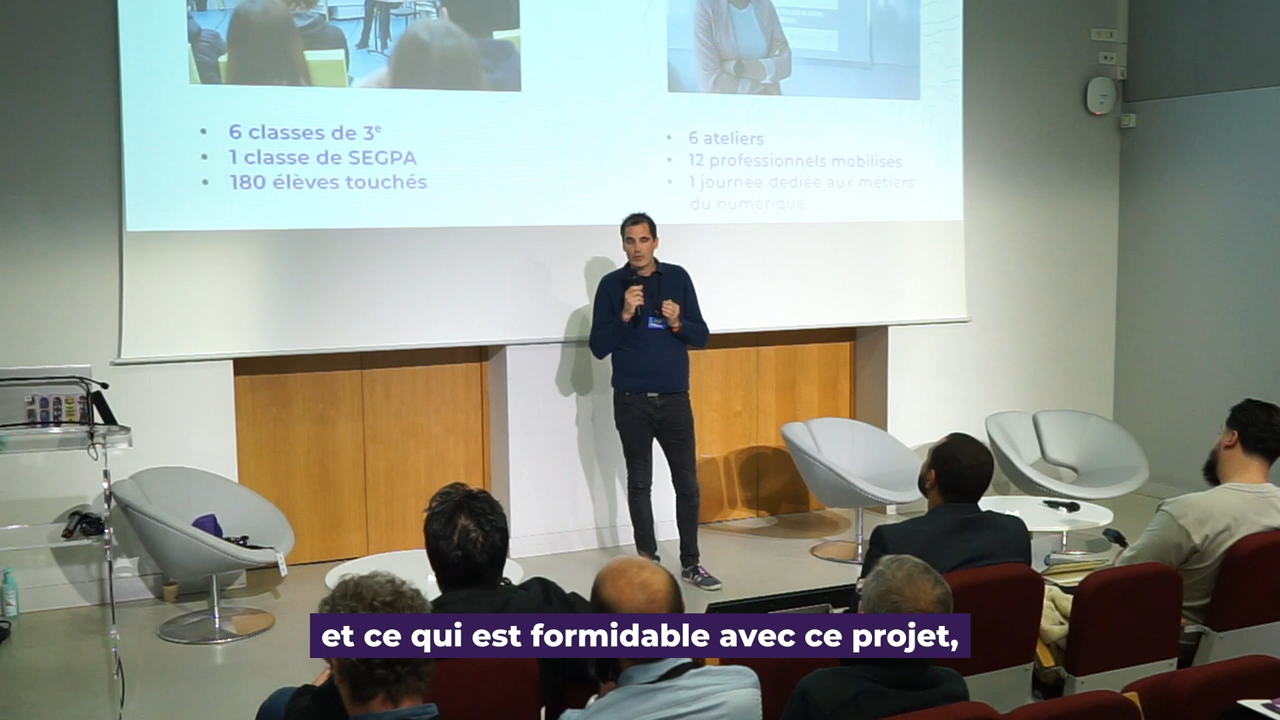 • 6 classes de 3e
• 1 classe de SEGPA
• 180 élèves touchés
• 6 ateliers
• 12 professionnels mobilisés
• 1 journée dédiée aux métiers
du numérique
et ce qui est formidable avec ce projet,